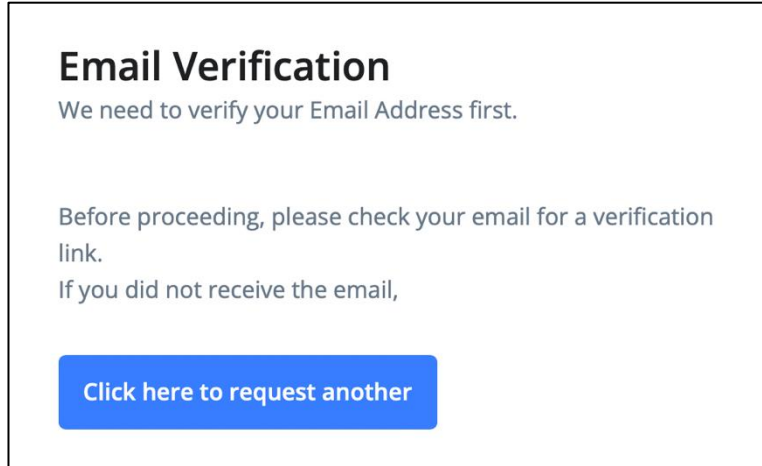 Email Verification
We need to verify your Email Address first.
Before proceeding, please check your email for a verification
link.
If you did not receive the email,
Click here to request another